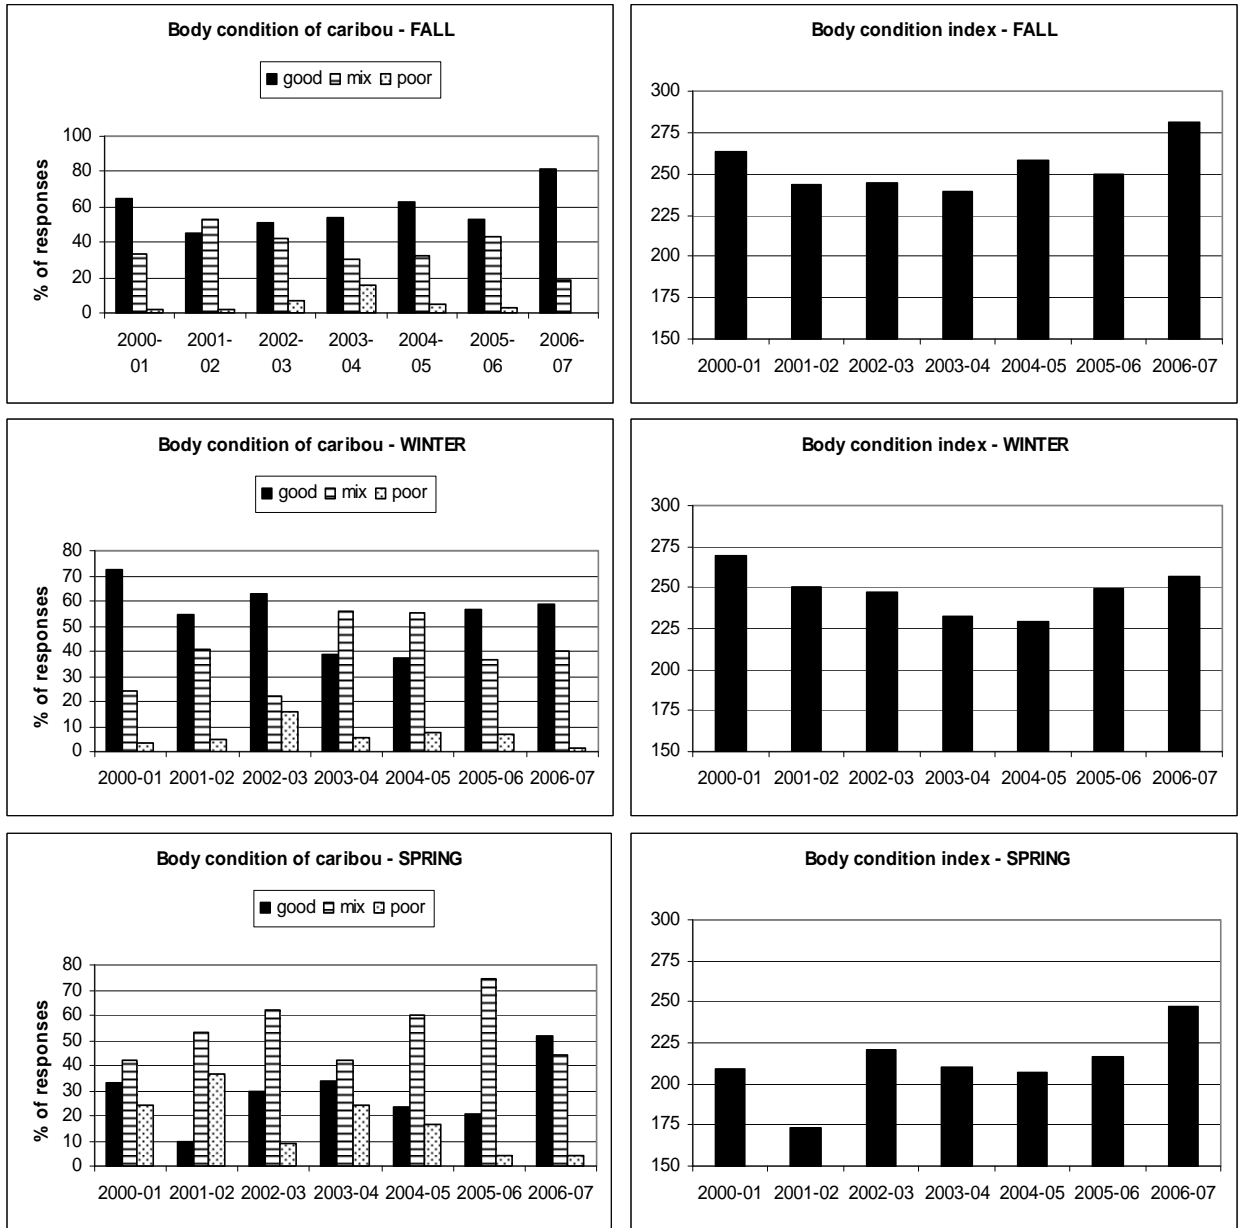 Body condition of caribou - FALL
good mix poor
% of responses
100
80
60
40
20
0
2000-01 2001-02 2002-03 2003-04 2004-05 2005-06 2006-07
Body condition index - FALL
300
275
250
225
200
175
150
2000-01 2001-02 2002-03 2003-04 2004-05 2005-06 2006-07
Body condition of caribou - WINTER
good mix poor
% of responses
80
70
60
50
40
30
20
10
0
2000-01 2001-02 2002-03 2003-04 2004-05 2005-06 2006-07
Body condition index - WINTER
300
275
250
225
200
175
150
2000-01 2001-02 2002-03 2003-04 2004-05 2005-06 2006-07
Body condition of caribou - SPRING
good mix poor
% of responses
80
70
60
50
40
30
20
10
0
2000-01 2001-02 2002-03 2003-04 2004-05 2005-06 2006-07
Body condition index - SPRING
300
275
250
225
200
175
150
2000-01 2001-02 2002-03 2003-04 2004-05 2005-06 2006-07